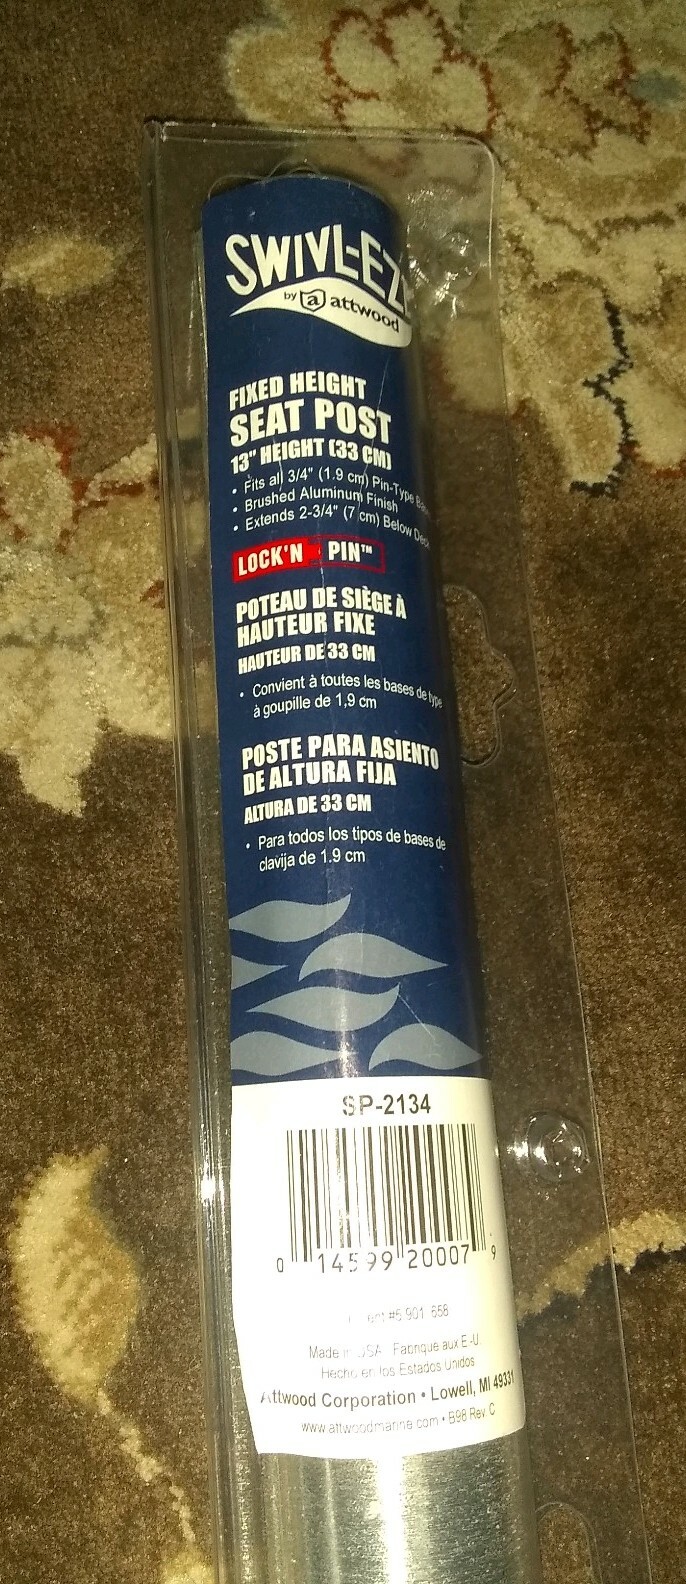 SWIVL-EZE
by a attwood
FIXED HEIGHT
SEAT POST
13" HEIGHT (33 CM)
• Fits all 3/4" (1.9 cm) Pin-Type
• Brushed Aluminum Finish
• Extends 2-3/4" (7 cm) Below Deck
LOCK'N PIN™
POTEAU DE SIÈGE À
HAUTEUR FIXE
HAUTEUR DE 33 CM
• Convient à toutes les bases de type
à goupille de 1,9 cm
POSTE PARA ASIENTO
DE ALTURA FIJA
ALTURA DE 33 CM
• Para todos los tipos de bases de
clavija de 1.9 cm
SP-2134
0 14599 20007 9
#5 901 658
Made in USA Fabrique aux E-U
Hecho en los Estados Unidos
Attwood Corporation • Lowell, MI 49331
www.attwoodmarine.com • B98 Rev C